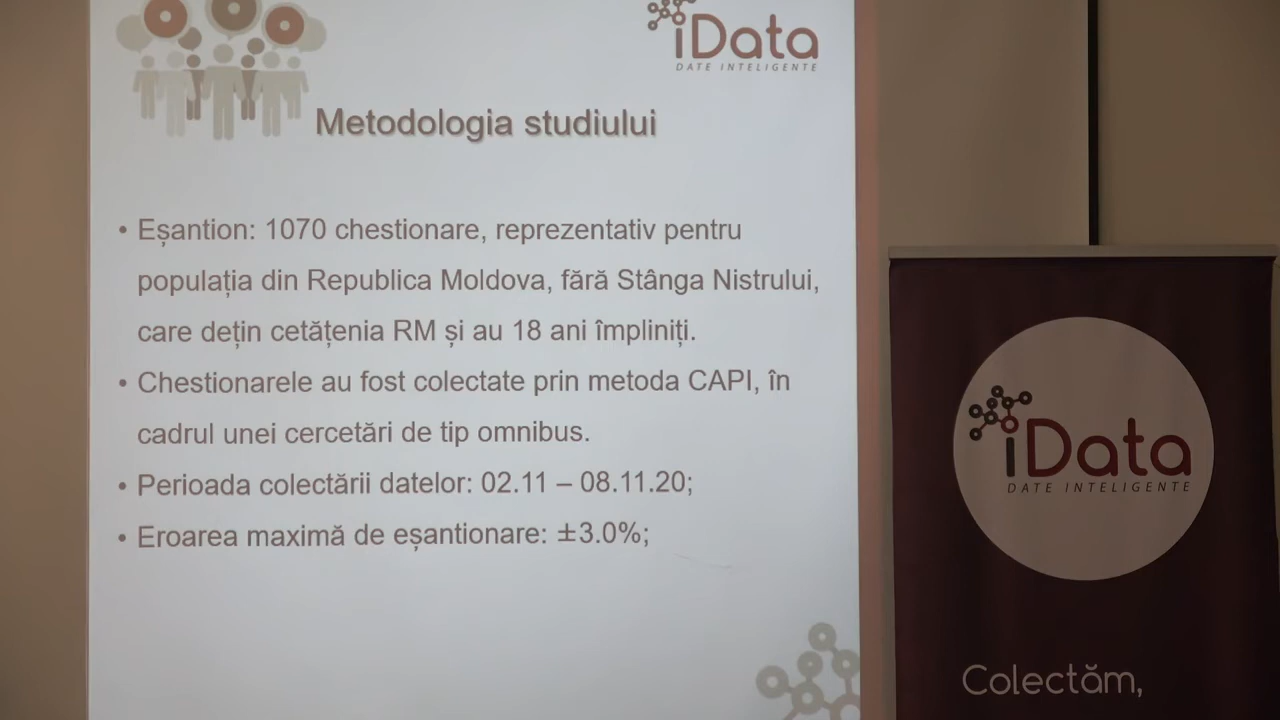 iData
DATE INTELIGENTE
Metodologia studiului
• Eșantion: 1070 chestionare, reprezentativ pentru
populația din Republica Moldova, fără Stânga Nistrului,
care dețin cetățenia RM și au 18 ani împliniți.
• Chestionarele au fost colectate prin metoda CAPI, în
cadrul unei cercetări de tip omnibus.
• Perioada colectării datelor: 02.11 – 08.11.20;
• Eroarea maximă de eșantionare: ±3.0%;
iData
DATE INTELIGENTE
Colectăm,